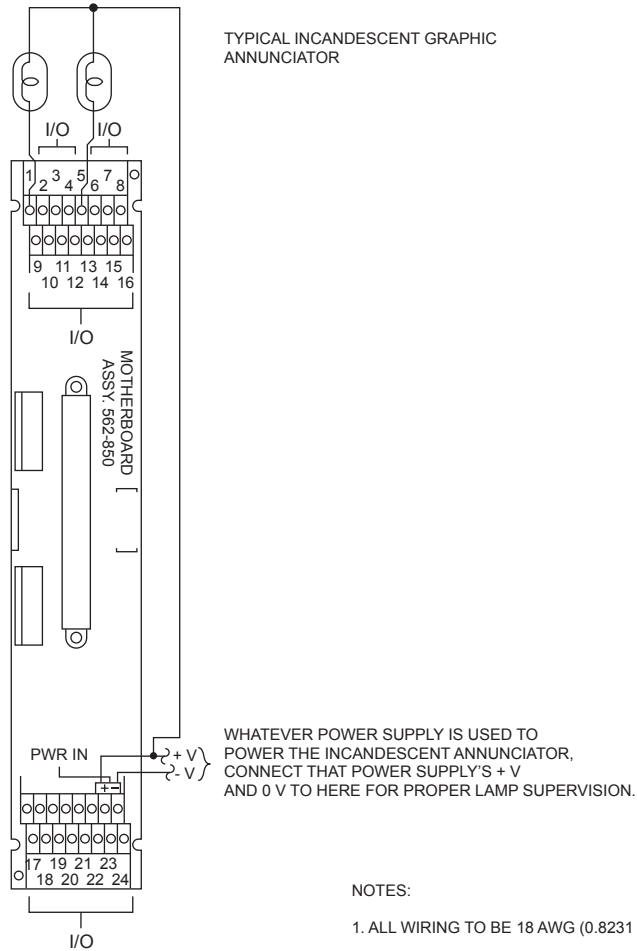 TYPICAL INCANDESCENT GRAPHIC
ANNUNCIATOR
I/O I/O
1 2 3 4 5 6 7 8
9 10 11 12 13 14 15 16
I/O
MOTHERBOARD
ASSY. 562-850
PWR IN
+ V
- V
+ -
WHATEVER POWER SUPPLY IS USED TO
POWER THE INCANDESCENT ANNUNCIATOR,
CONNECT THAT POWER SUPPLY'S + V
AND 0 V TO HERE FOR PROPER LAMP SUPERVISION.
17 18 19 20 21 22 23 24
I/O
NOTES:
1. ALL WIRING TO BE 18 AWG (0.8231